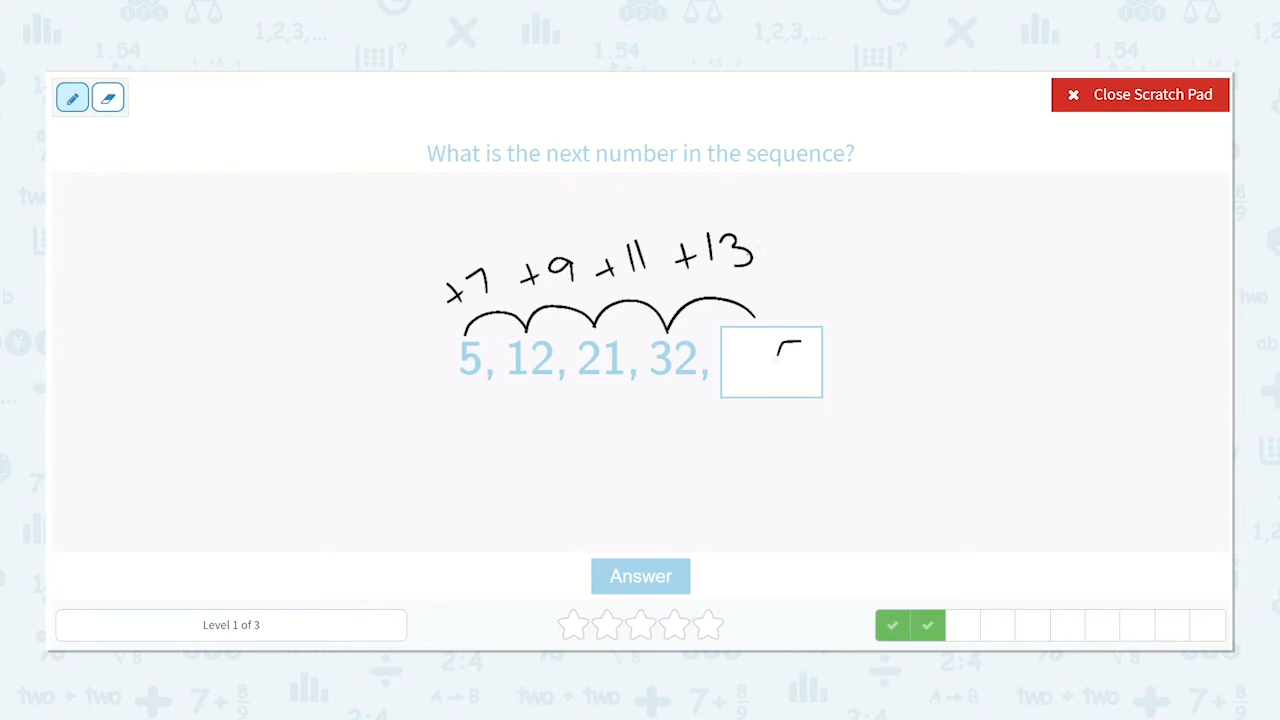 Close Scratch Pad
What is the next number in the sequence?
+7 +9 +11 +13
5, 12, 21, 32,
Answer
Level 1 of 3